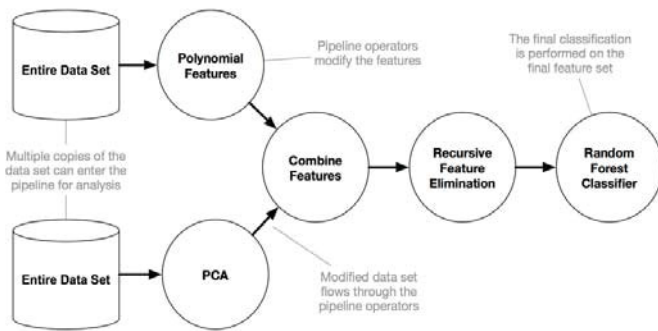 Entire Data Set
Polynomial
Features
Pipeline operators
modify the features
The final classification
is performed on the
final feature set
Multiple copies of the
data set can enter the
pipeline for analysis
Combine
Features
Recursive
Feature
Elimination
Random
Forest
Classifier
Entire Data Set
PCA
Modified data set
flows through the
pipeline operators